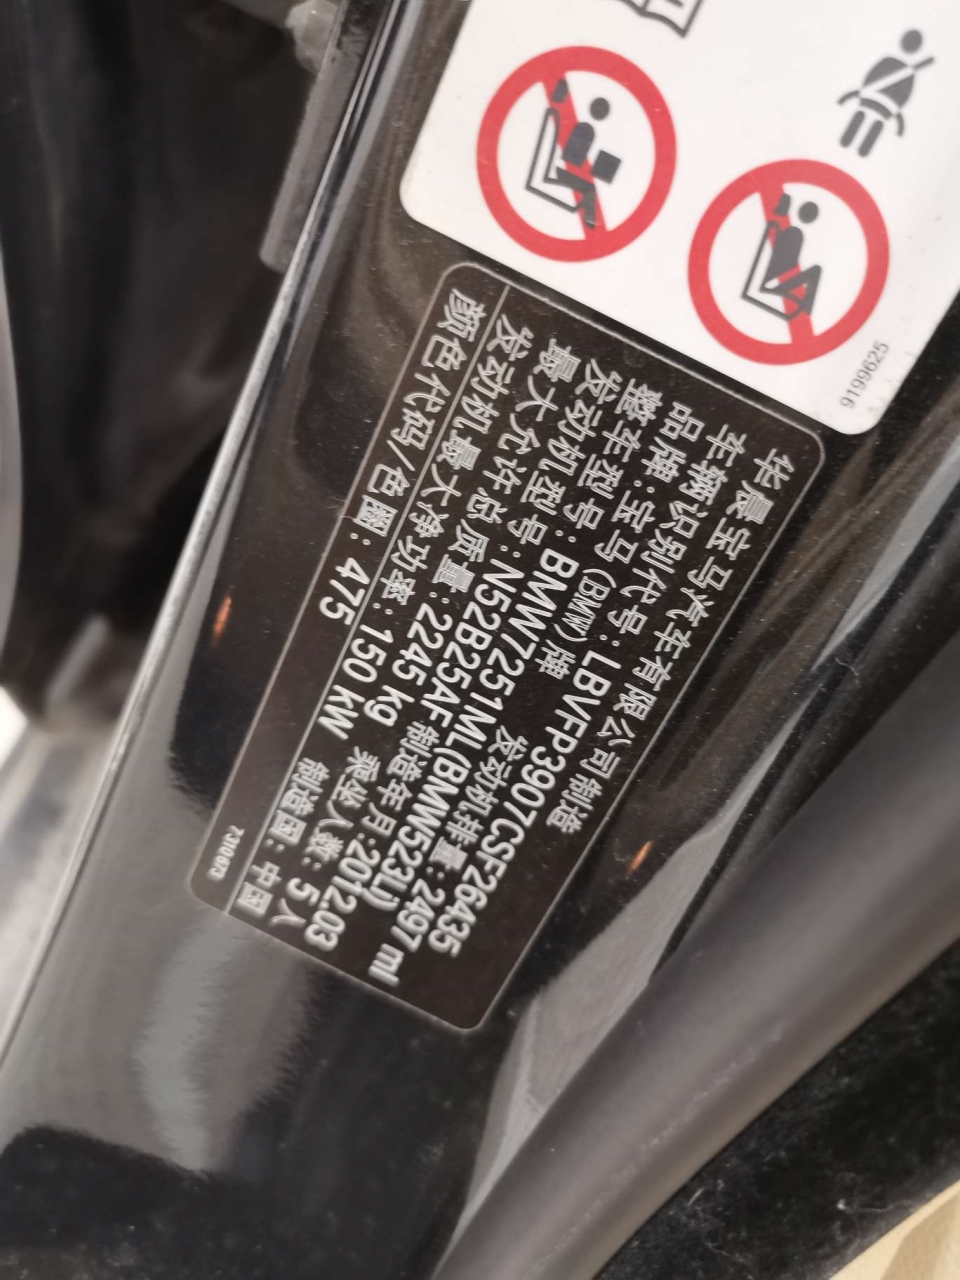 9199625
华晨宝马汽车有限公司制造
车辆识别代号：LBVFP3907CSF26435
品牌：宝马（BMW）牌 发动机排量：2497 ml
整车型号：BMW7251ML(BMW523Li)
发动机型号：N52B25AF 制造年月:2012.03
最大允许总质量：2245 kg 乘坐人数：5人
发动机最大净功率：150 kW 制造国：中国
颜色代码/色圈：475
7310673